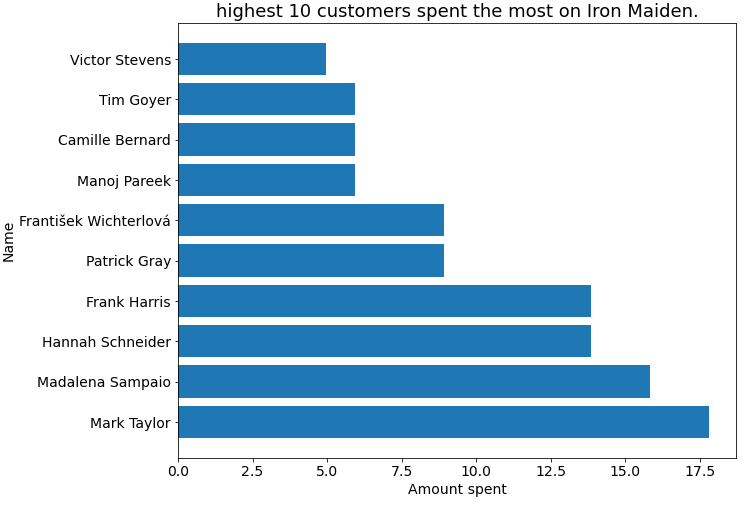 highest 10 customers spent the most on Iron Maiden.
Victor Stevens
Tim Goyer
Camille Bernard
Manoj Pareek
František Wichterlová
Patrick Gray
Frank Harris
Hannah Schneider
Madalena Sampaio
Mark Taylor
Name
0.0 2.5 5.0 7.5 10.0 12.5 15.0 17.5
Amount spent